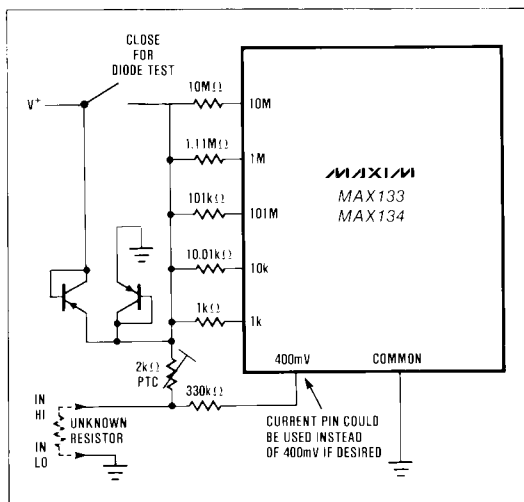 CLOSE
FOR
DIODE TEST
V+
10MΩ
10M
1.11MΩ
1M
101kΩ
101M
10.01kΩ
10k
1kΩ
1k
MAXIM
MAX133
MAX134
400mV
COMMON
2kΩ
PTC
330kΩ
IN
HI
UNKNOWN
RESISTOR
IN
LO
CURRENT PIN COULD
BE USED INSTEAD
OF 400mV IF DESIRED